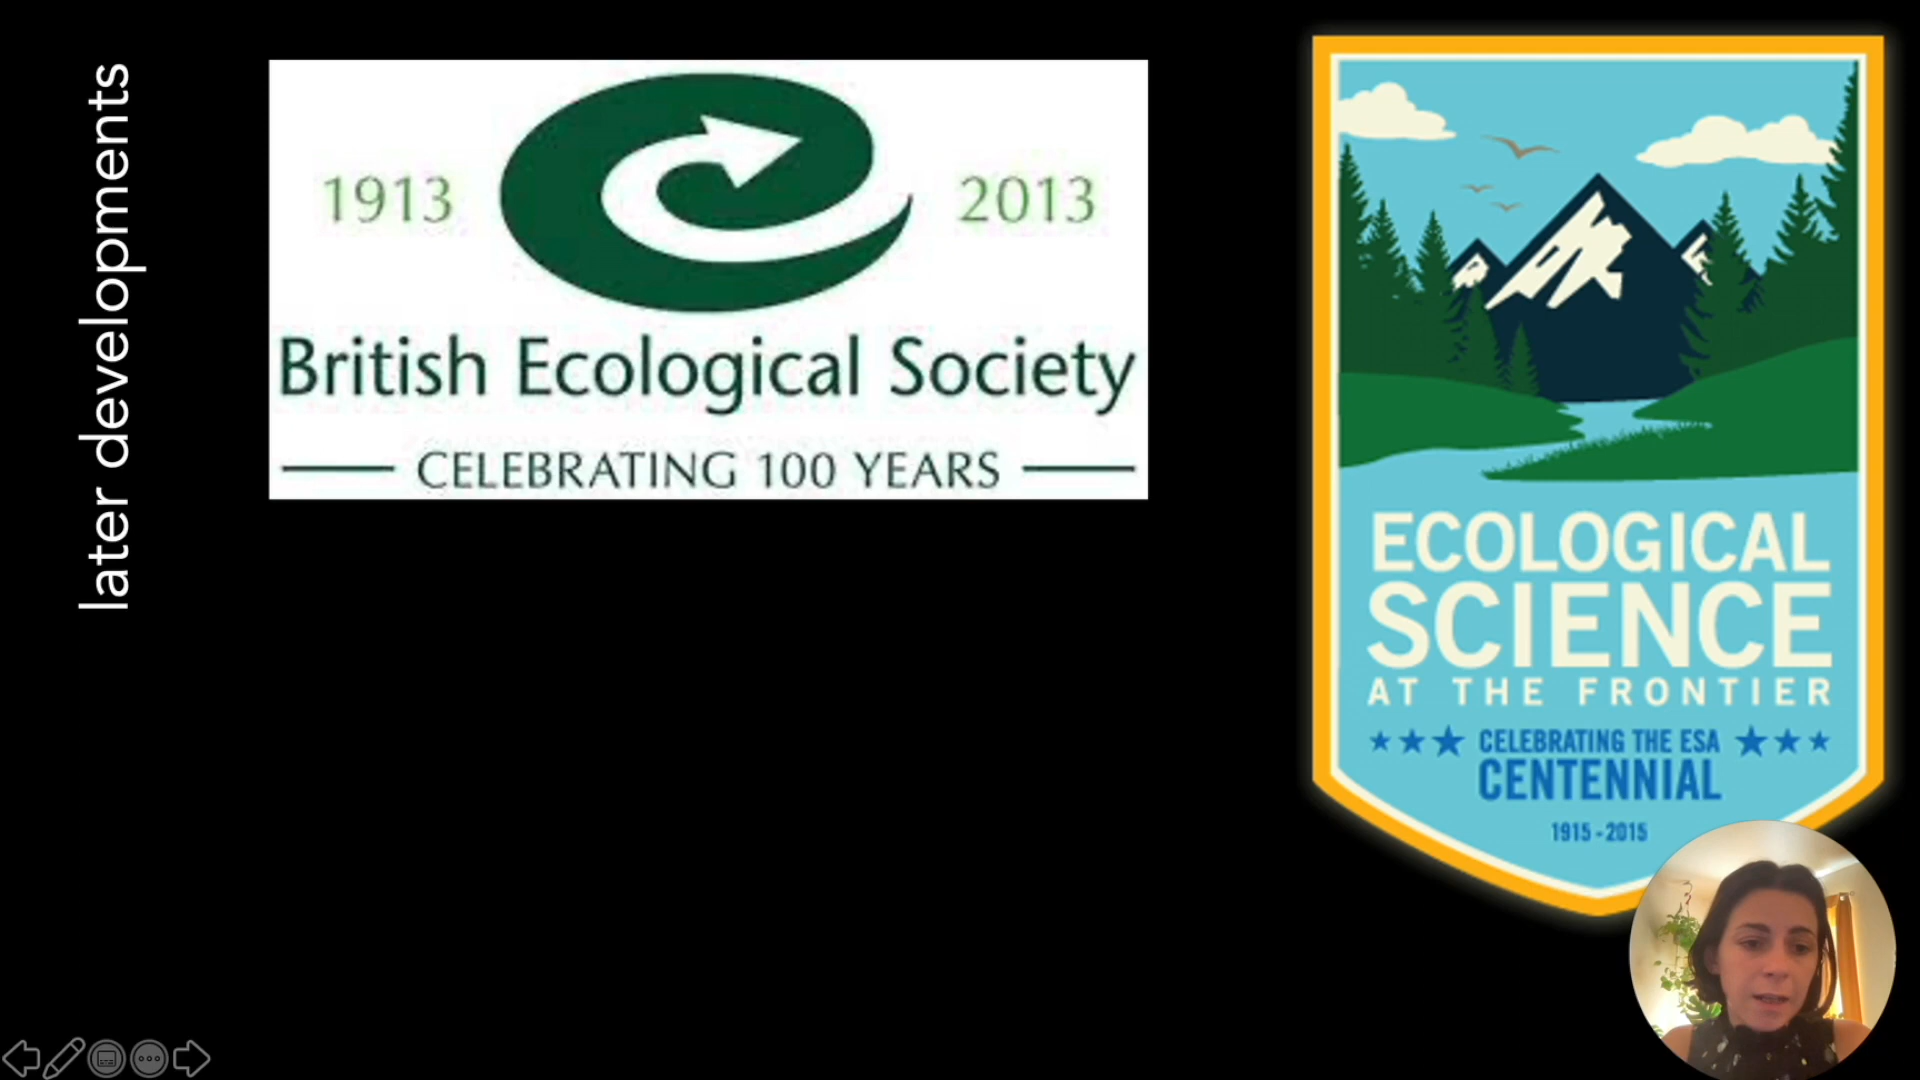 later developments
1913
2013
British Ecological Society
CELEBRATING 100 YEARS
ECOLOGICAL
SCIENCE
AT THE FRONTIER
CELEBRATING THE ESA
CENTENNIAL
1915 - 2015